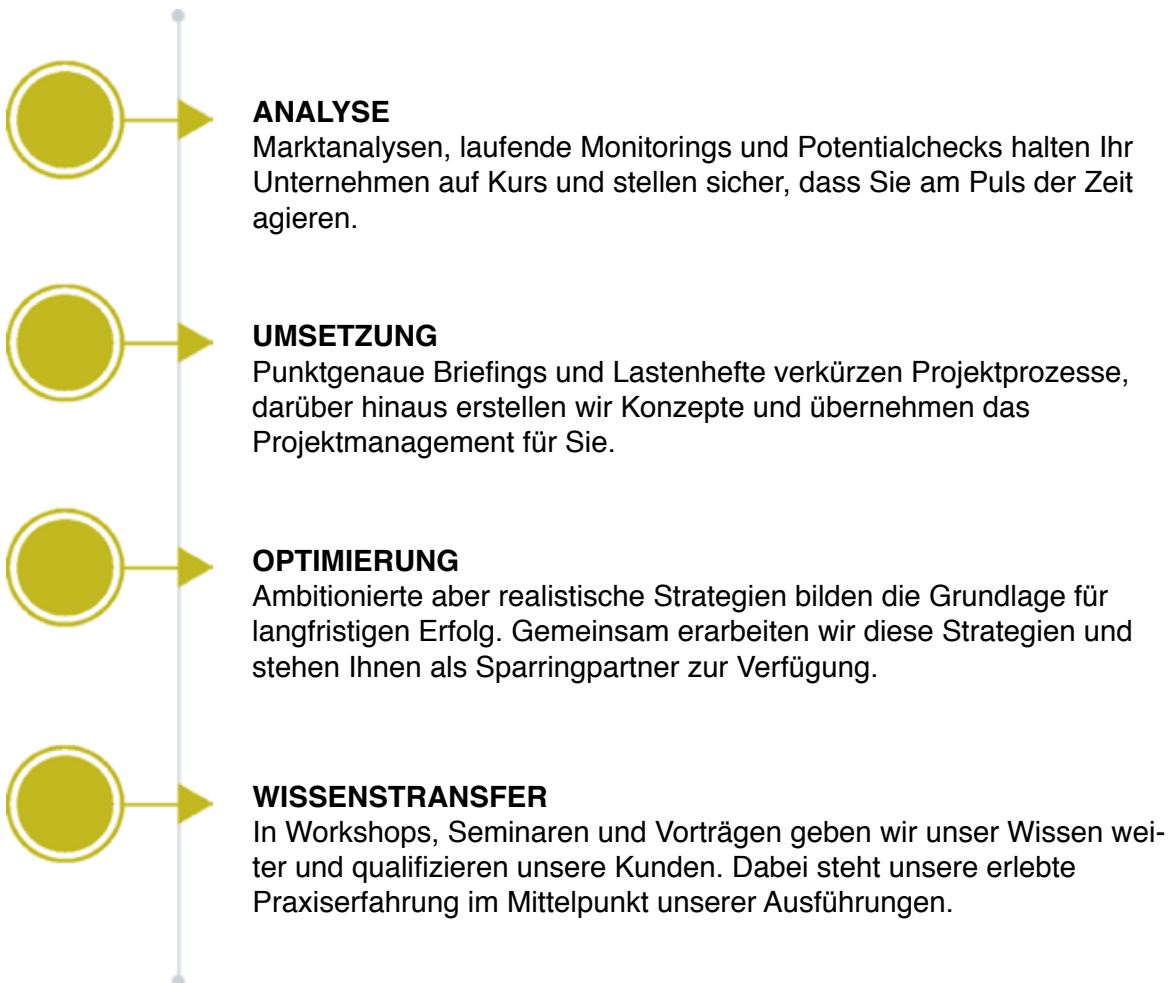 ANALYSE
Marktanalysen, laufende Monitorings und Potentialchecks halten Ihr
Unternehmen auf Kurs und stellen sicher, dass Sie am Puls der Zeit
agieren.
UMSETZUNG
Punktgenaue Briefings und Lastenhefte verkürzen Projektprozesse,
darüber hinaus erstellen wir Konzepte und übernehmen das
Projektmanagement für Sie.
OPTIMIERUNG
Ambitionierte aber realistische Strategien bilden die Grundlage für
langfristigen Erfolg. Gemeinsam erarbeiten wir diese Strategien und
stehen Ihnen als Sparringpartner zur Verfügung.
WISSENSTRANSFER
In Workshops, Seminaren und Vorträgen geben wir unser Wissen wei-
ter und qualifizieren unsere Kunden. Dabei steht unsere erlebte
Praxiserfahrung im Mittelpunkt unserer Ausführungen.